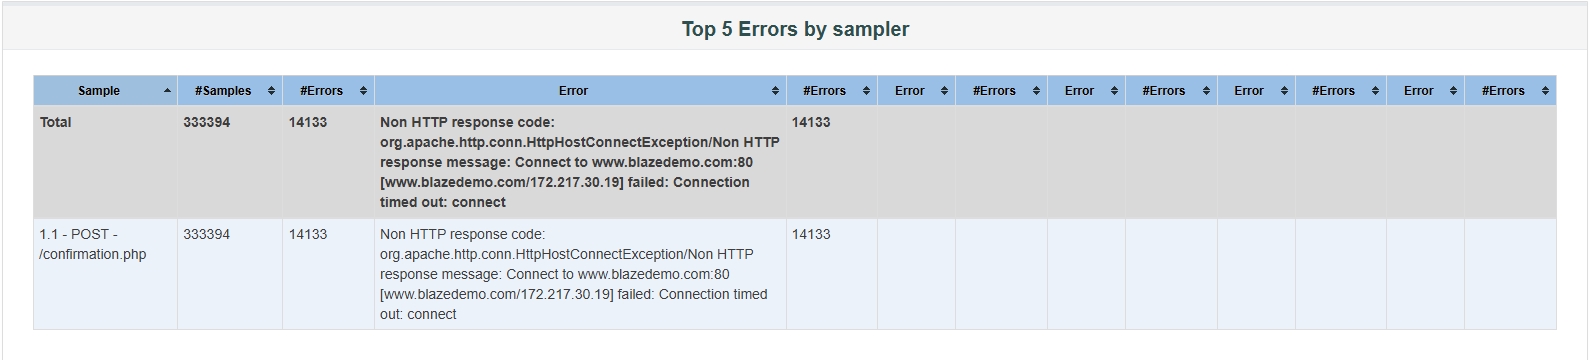 Top 5 Errors by sampler
Sample #Samples #Errors Error #Errors Error #Errors Error #Errors Error #Errors Error #Errors
Total 333394 14133 Non HTTP response code: 14133
org.apache.http.conn.HttpHostConnectException/Non HTTP
response message: Connect to www.blazedemo.com:80
[www.blazedemo.com/172.217.30.19] failed: Connection
timed out: connect
1.1 - POST - 333394 14133 Non HTTP response code: 14133
/confirmation.php org.apache.http.conn.HttpHostConnectException/Non HTTP
response message: Connect to www.blazedemo.com:80
[www.blazedemo.com/172.217.30.19] failed: Connection timed
out: connect